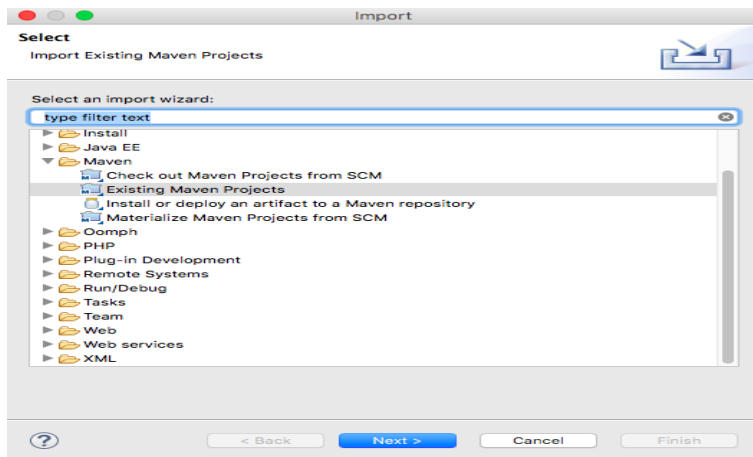 Import
Select
Import Existing Maven Projects
Select an import wizard:
type filter text
Install
Java EE
Maven
Check out Maven Projects from SCM
Existing Maven Projects
Install or deploy an artifact to a Maven repository
Materialize Maven Projects from SCM
Oomph
PHP
Plug-in Development
Remote Systems
Run/Debug
Tasks
Team
Web
Web services
XML
? < Back Next > Cancel Finish